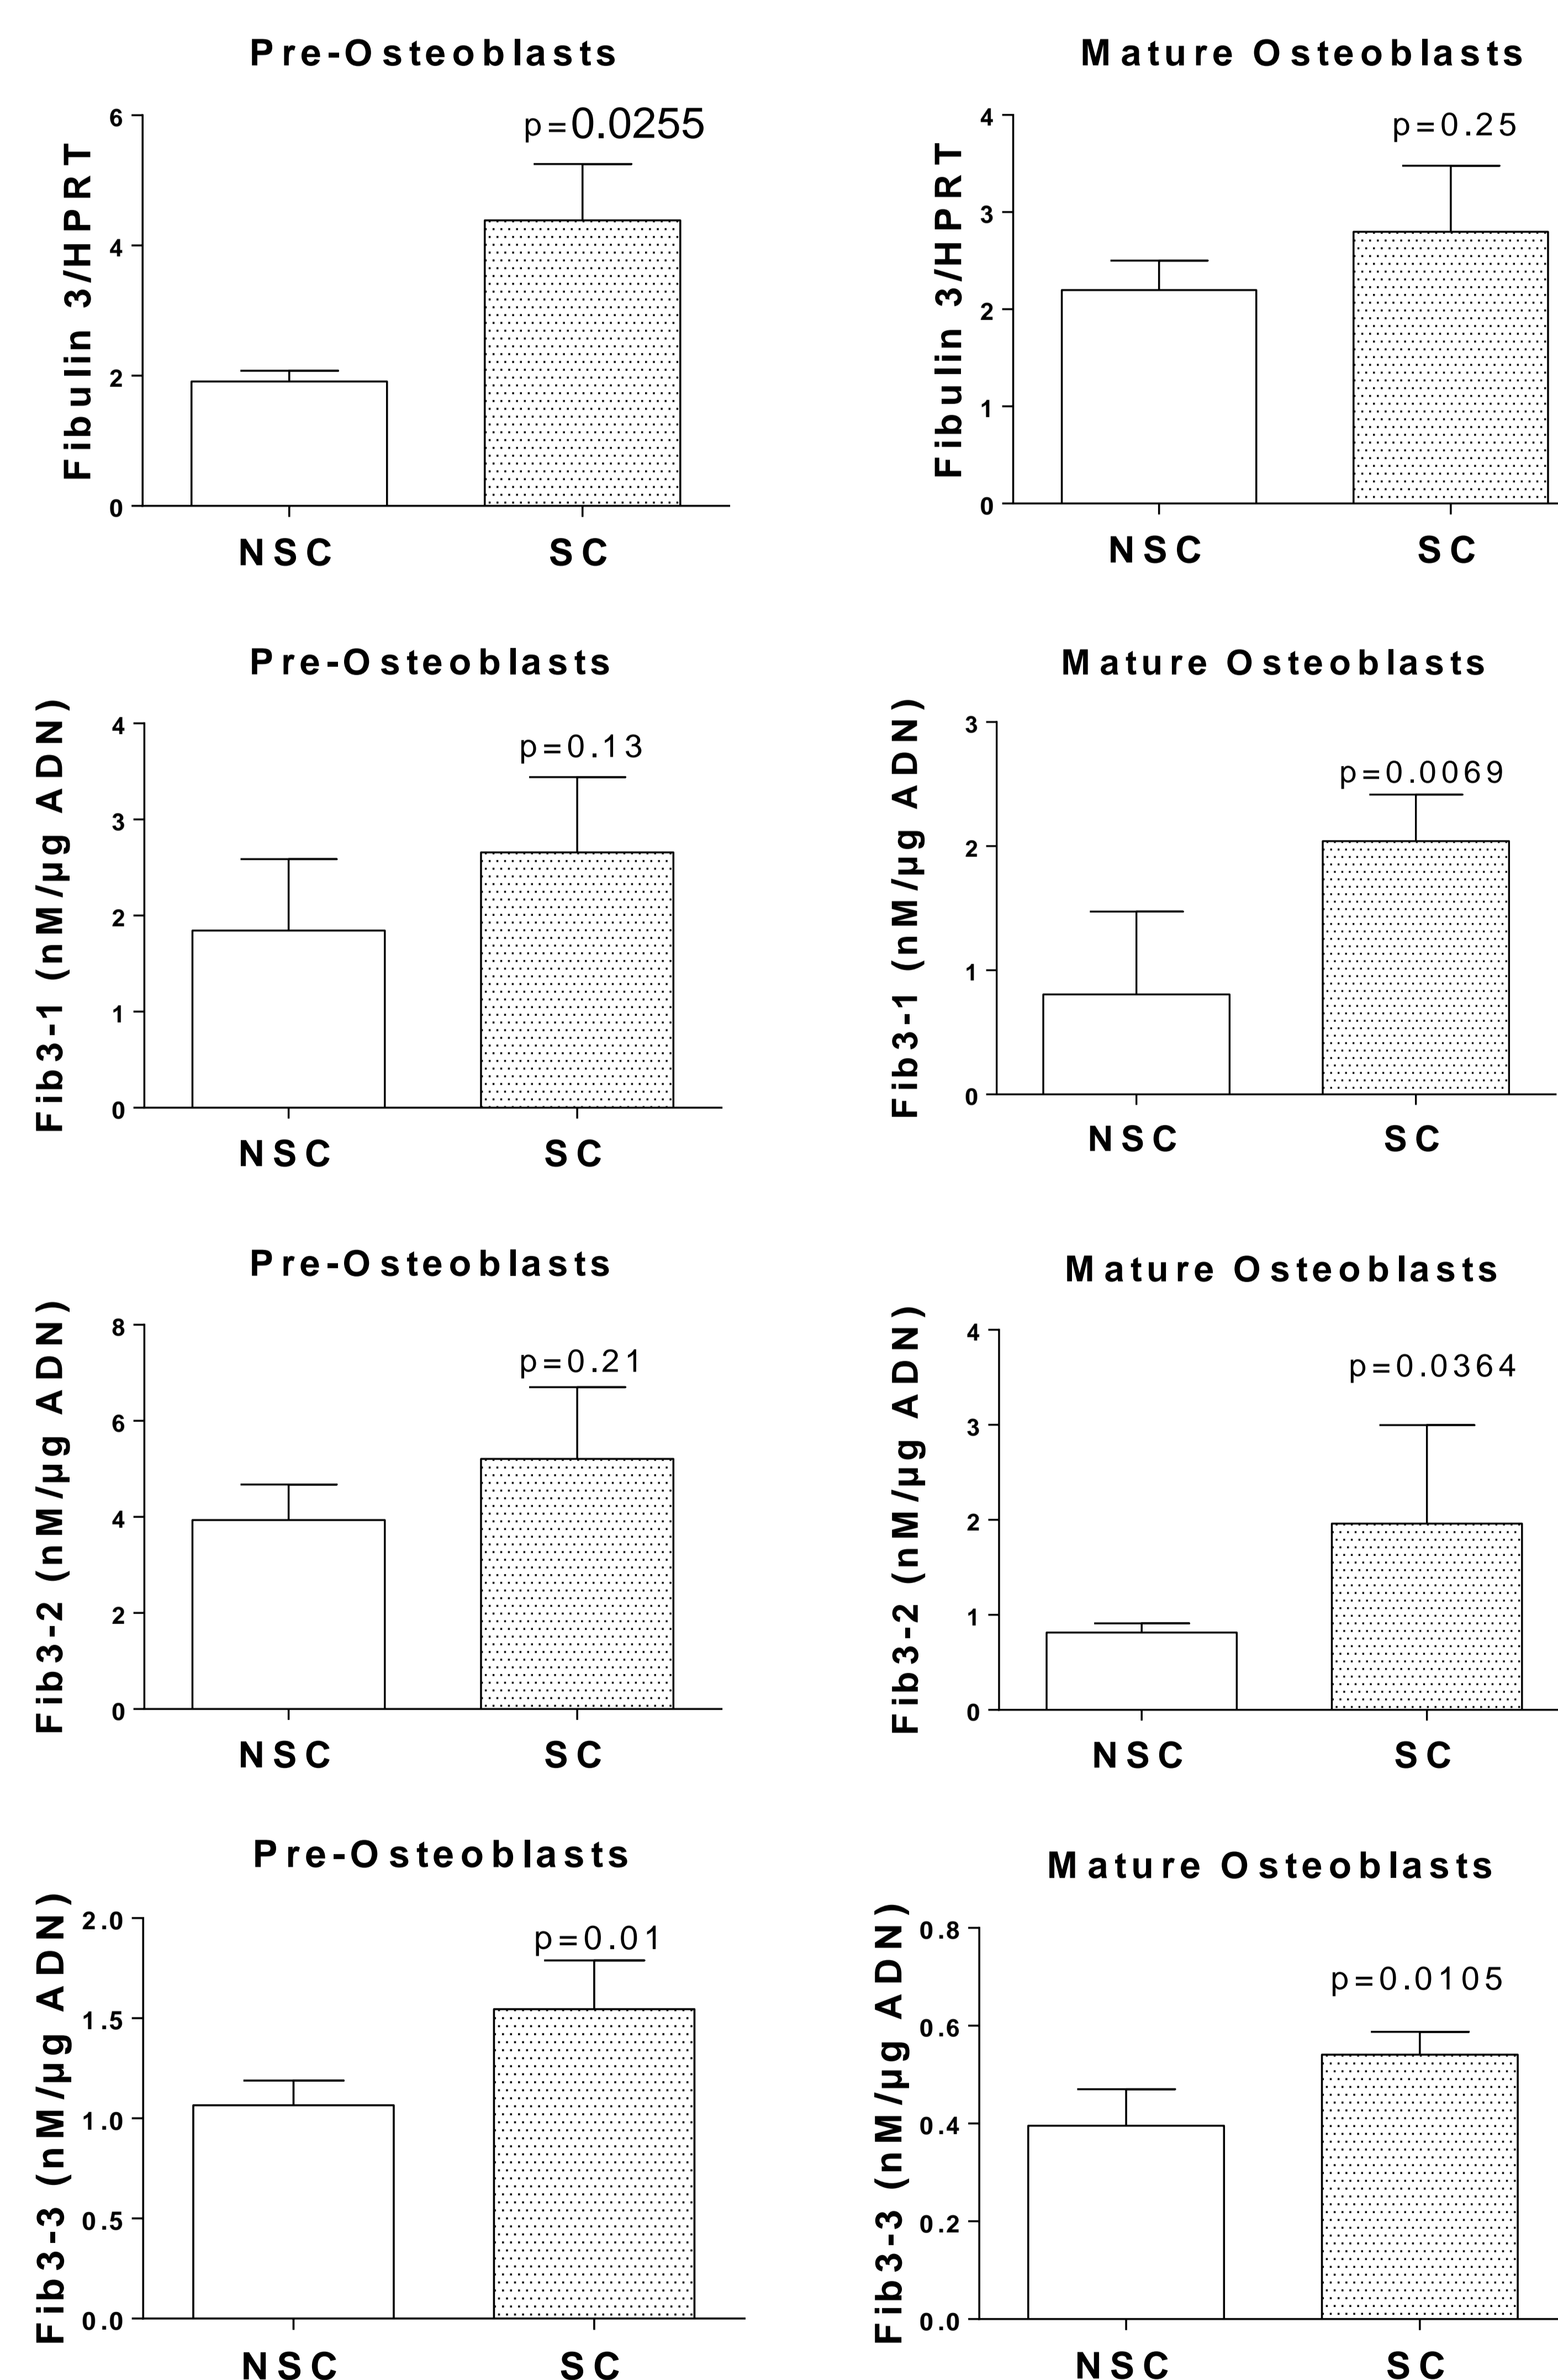 Pre-Osteoblasts
Fibulin 3/HPRT
6
4
2
0
p=0.0255
NSC
SC
Mature Osteoblasts
Fibulin 3/HPRT
4
3
2
1
0
p=0.25
NSC
SC
Pre-Osteoblasts
Fib3-1 (nM/µg ADN)
4
3
2
1
0
p=0.13
NSC
SC
Mature Osteoblasts
Fib3-1 (nM/µg ADN)
3
2
1
0
p=0.0069
NSC
SC
Pre-Osteoblasts
Fib3-2 (nM/µg ADN)
8
6
4
2
0
p=0.21
NSC
SC
Mature Osteoblasts
Fib3-2 (nM/µg ADN)
4
3
2
1
0
p=0.0364
NSC
SC
Pre-Osteoblasts
Fib3-3 (nM/µg ADN)
2.0
1.5
1.0
0.5
0.0
p=0.01
NSC
SC
Mature Osteoblasts
Fib3-3 (nM/µg ADN)
0.8
0.6
0.4
0.2
0.0
p=0.0105
NSC
SC